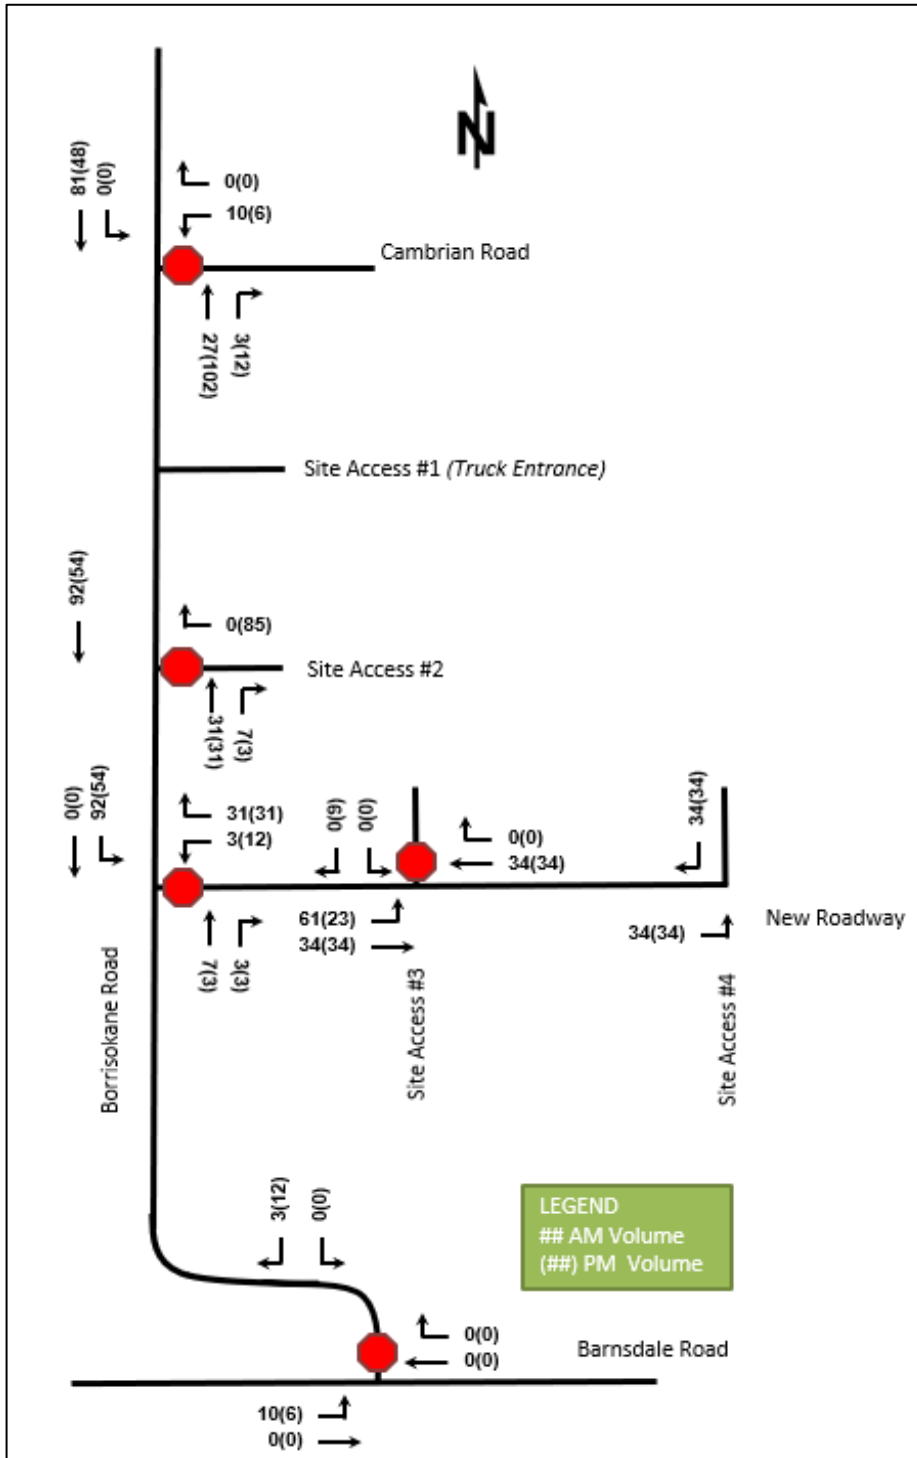 N
81(48)
0(0)
0(0)
10(6)
Cambrian Road
27(102)
3(12)
Site Access #1 (Truck Entrance)
92(54)
0(85)
Site Access #2
31(31)
7(3)
0(0)
92(54)
31(31)
3(12)
0(9)
0(0)
0(0)
34(34)
34(34)
61(23)
34(34)
34(34)
New Roadway
7(3)
3(3)
Borrisokane Road
Site Access #3
Site Access #4
3(12)
0(0)
LEGEND
## AM Volume
(##) PM Volume
0(0)
0(0)
Barnsdale Road
10(6)
0(0)